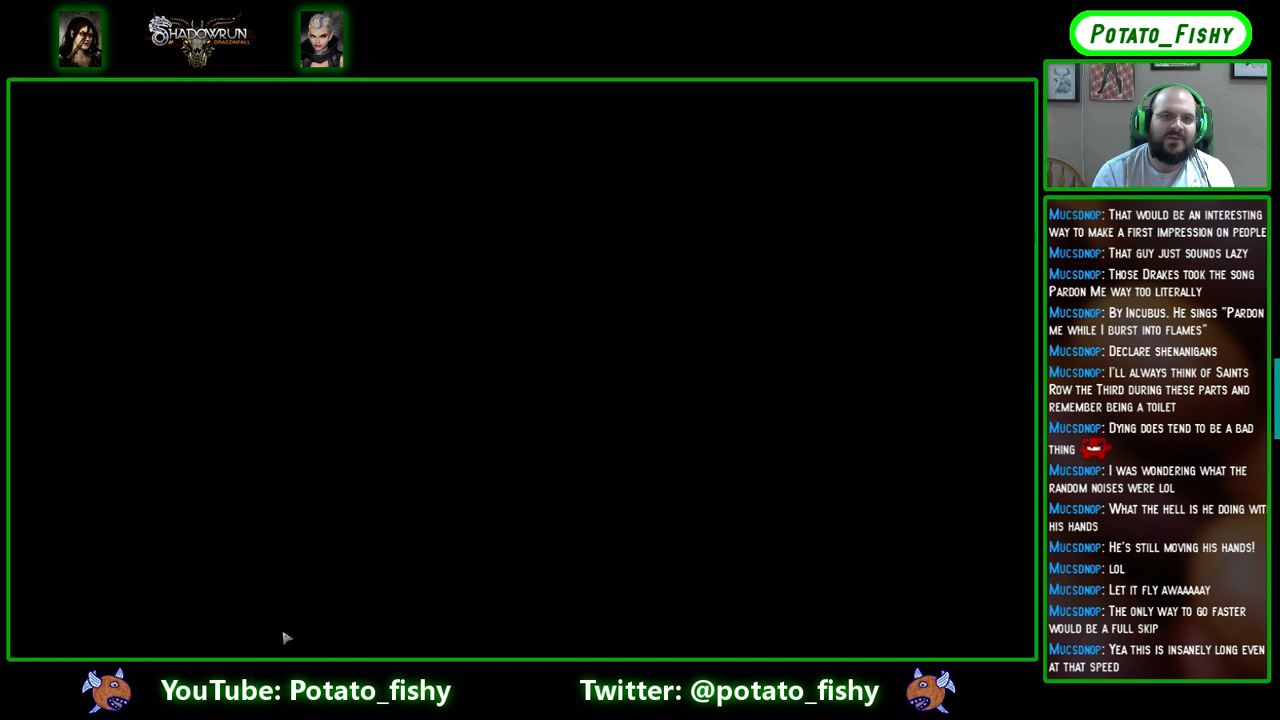 SHADOWRUN
DRAGONFALL
POTATO_FISHY
MUCSDNOP: THAT WOULD BE AN INTERESTING
WAY TO MAKE A FIRST IMPRESSION ON PEOPLE
MUCSDNOP: THAT GUY JUST SOUNDS LAZY
MUCSDNOP: THOSE DRAKES TOOK THE SONG
PARDON ME WAY TOO LITERALLY
MUCSDNOP: BY INCUBUS. HE SINGS "PARDON
ME WHILE I BURST INTO FLAMES"
MUCSDNOP: DECLARE SHENANIGANS
MUCSDNOP: I'LL ALWAYS THINK OF SAINTS
ROW THE THIRD DURING THESE PARTS AND
REMEMBER BEING A TOILET
MUCSDNOP: DYING DOES TEND TO BE A BAD
THING
MUCSDNOP: I WAS WONDERING WHAT THE
RANDOM NOISES WERE LOL
MUCSDNOP: WHAT THE HELL IS HE DOING WIT
HIS HANDS
MUCSDNOP: HE'S STILL MOVING HIS HANDS!
MUCSDNOP: LOL
MUCSDNOP: LET IT FLY AWAAAAAY
MUCSDNOP: THE ONLY WAY TO GO FASTER
WOULD BE A FULL SKIP
MUCSDNOP: YEA THIS IS INSANELY LONG EVEN
AT THAT SPEED
YouTube: Potato_fishy
Twitter: @potato_fishy